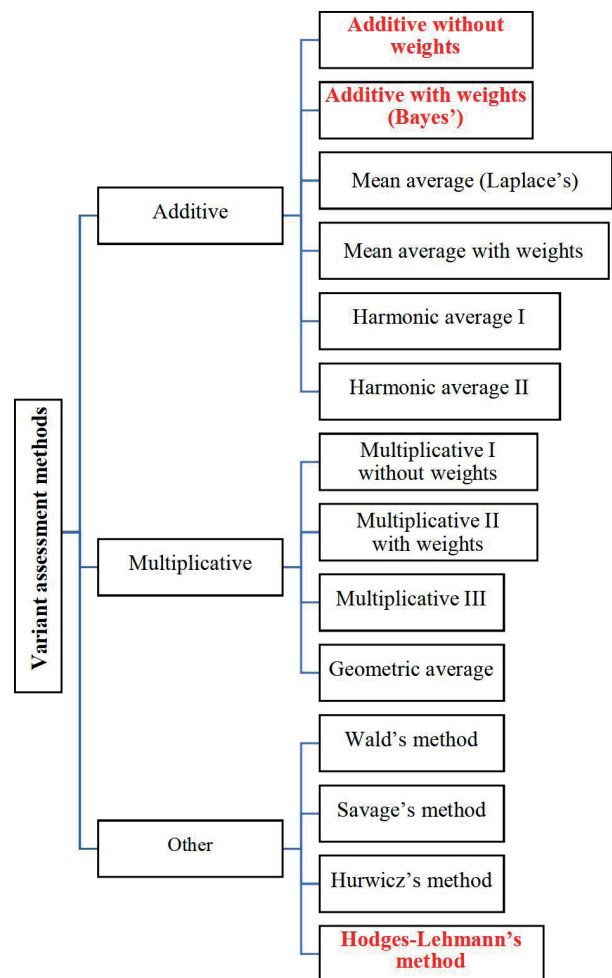 Variant assessment methods
Additive
Additive without
weights
Additive with weights
(Bayes’)
Mean average (Laplace’s)
Mean average with weights
Harmonic average I
Harmonic average II
Multiplicative
Multiplicative I
without weights
Multiplicative II
with weights
Multiplicative III
Geometric average
Other
Wald’s method
Savage’s method
Hurwicz’s method
Hodges-Lehmann’s
method